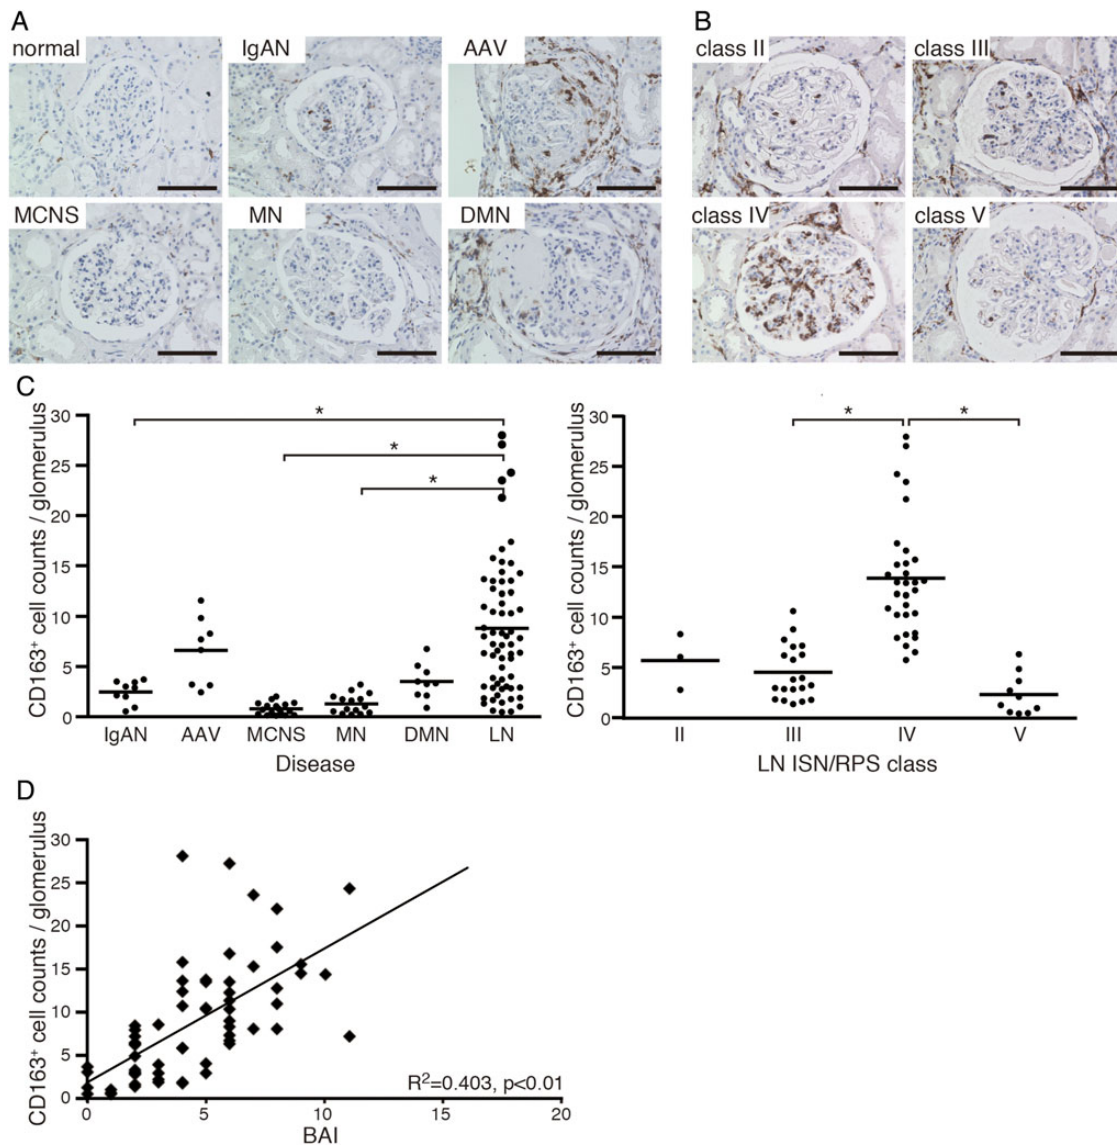 A
normal
IgAN
AAV
MCNS
MN
DMN
B
class II
class III
class IV
class V
C
CD163⁺ cell counts / glomerulus
30
25
20
15
10
5
0
*
*
*
IgAN AAV MCNS MN DMN LN
Disease
CD163⁺ cell counts / glomerulus
30
25
20
15
10
5
0
*
*
II III IV V
LN ISN/RPS class
D
CD163⁺ cell counts / glomerulus
30
25
20
15
10
5
0
R²=0.403, p<0.01
0 5 10 15 20
BAI